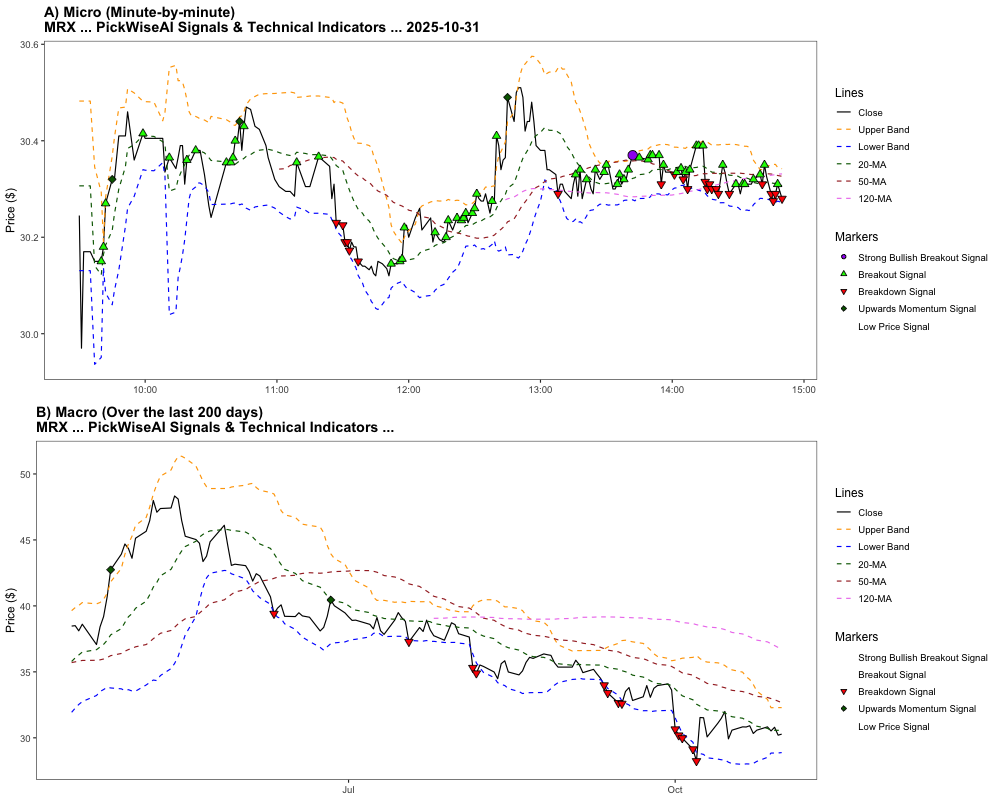 A) Micro (Minute-by-minute)
MRX ... PickWiseAI Signals & Technical Indicators ... 2025-10-31
Price ($)
30.6
30.4
30.2
30.0
10:00
11:00
12:00
13:00
14:00
15:00
Lines
Close
Upper Band
Lower Band
20-MA
50-MA
120-MA
Markers
Strong Bullish Breakout Signal
Breakout Signal
Breakdown Signal
Upwards Momentum Signal
Low Price Signal
B) Macro (Over the last 200 days)
MRX ... PickWiseAI Signals & Technical Indicators ...
Price ($)
50
45
40
35
30
Jul
Oct
Lines
Close
Upper Band
Lower Band
20-MA
50-MA
120-MA
Markers
Strong Bullish Breakout Signal
Breakout Signal
Breakdown Signal
Upwards Momentum Signal
Low Price Signal